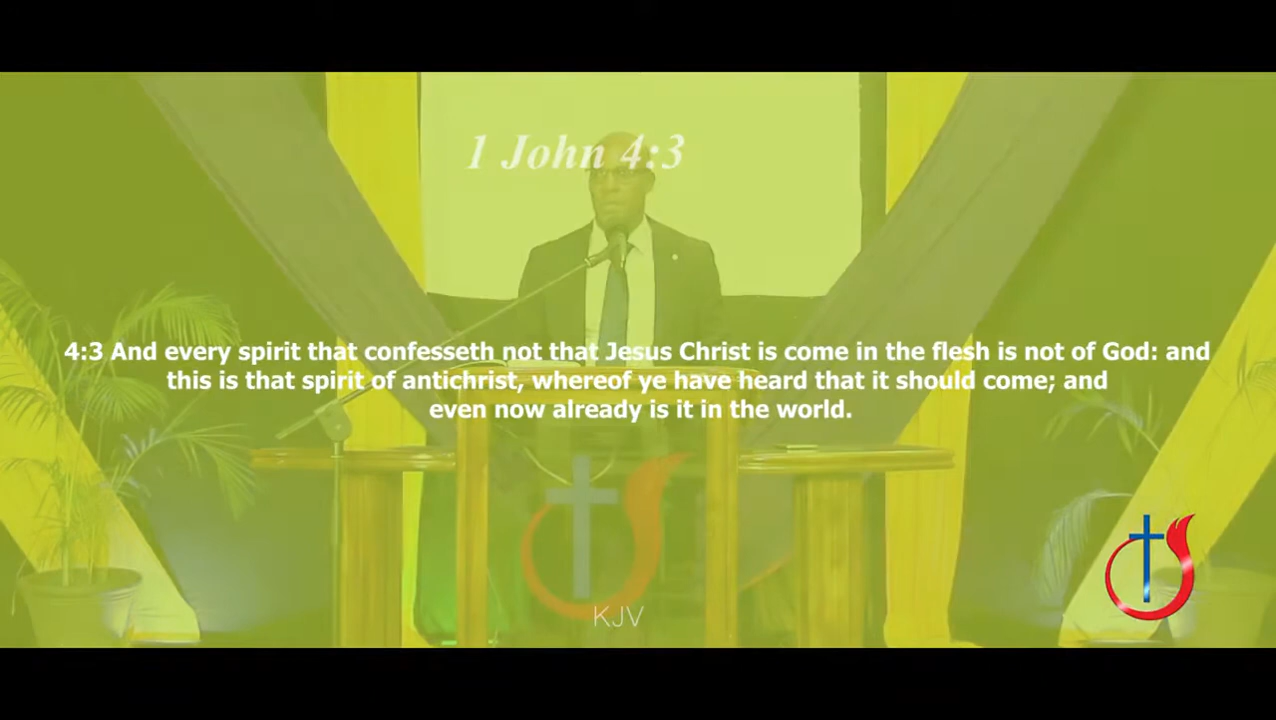 1 John 4:3
4:3 And every spirit that confesseth not that Jesus Christ is come in the flesh is not of God: and
this is that spirit of antichrist, whereof ye have heard that it should come; and
even now already is it in the world.
KJV